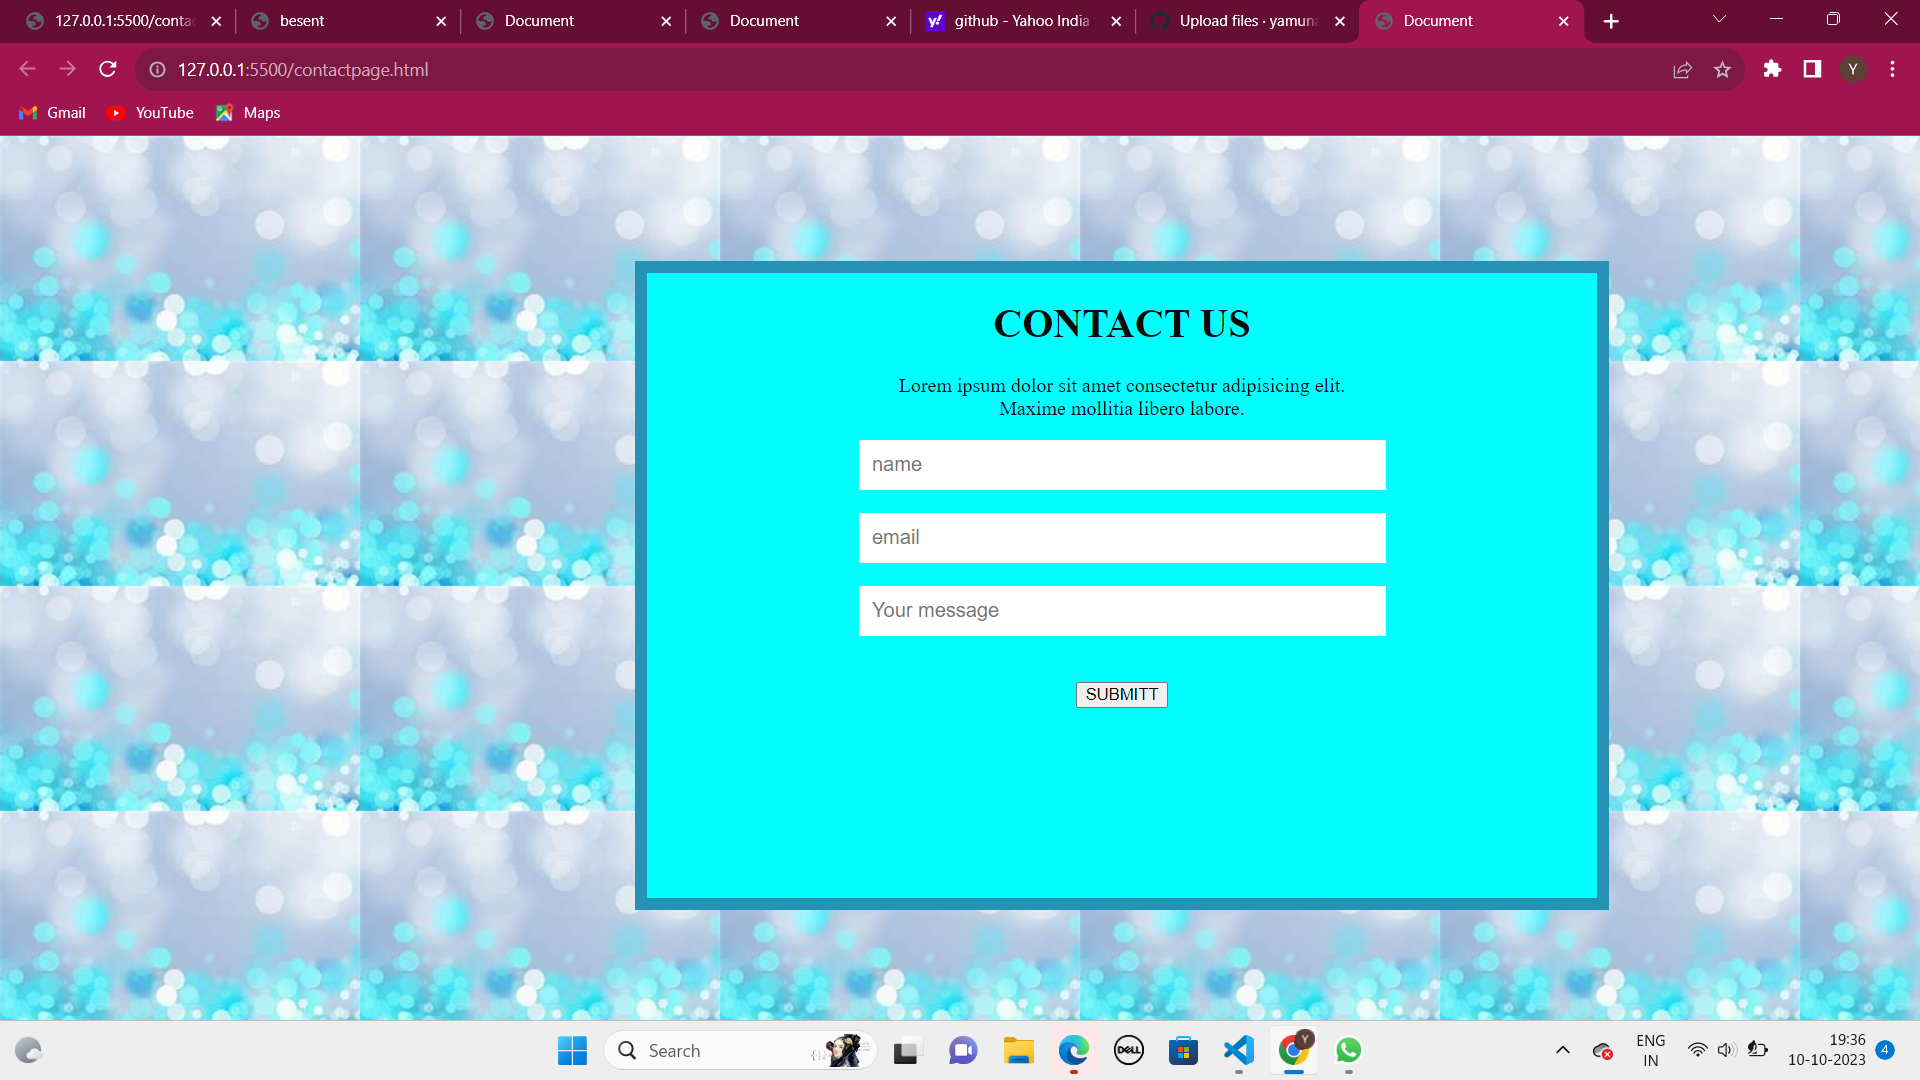 127.0.0.1:5500/conta
besent
Document
Document
github - Yahoo India
Upload files · yamuna
Document
127.0.0.1:5500/contactpage.html
Y
Gmail
YouTube
Maps
CONTACT US
Lorem ipsum dolor sit amet consectetur adipisicing elit.
Maxime mollitia libero labore.
name
email
Your message
SUBMITT
Search
DELL
Y
ENG
IN
19:36
10-10-2023
4